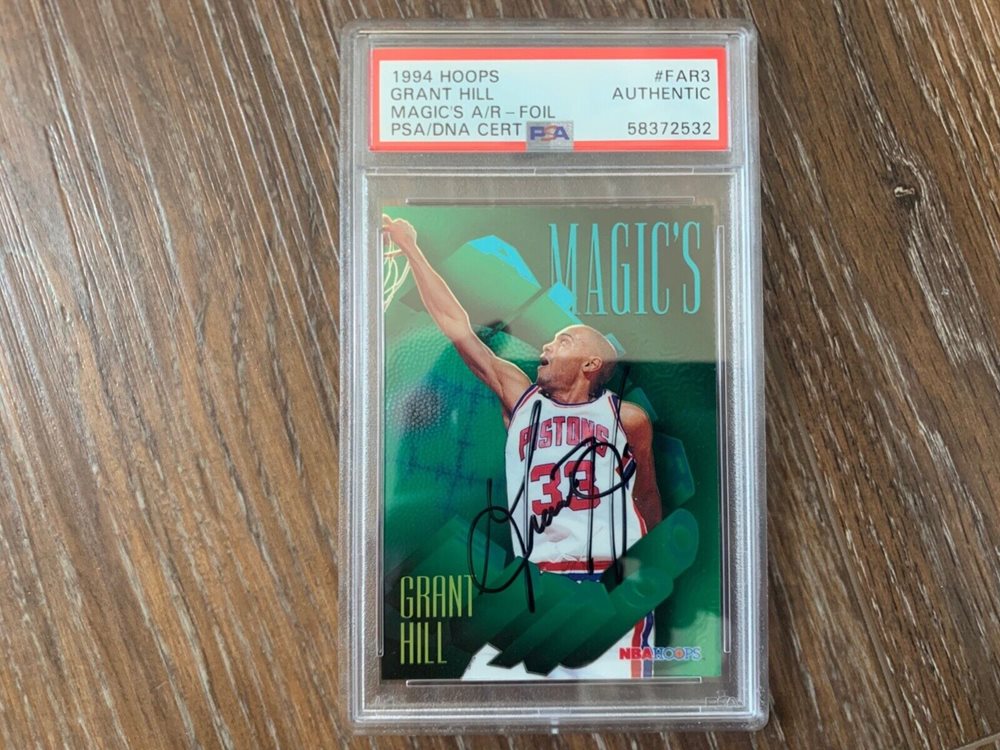 1994 HOOPS #FAR3
GRANT HILL AUTHENTIC
MAGIC'S A/R-FOIL
PSA/DNA CERT PSA 58372532
MAGIC'S
PISTONS
33
GRANT
HILL
NBA HOOPS